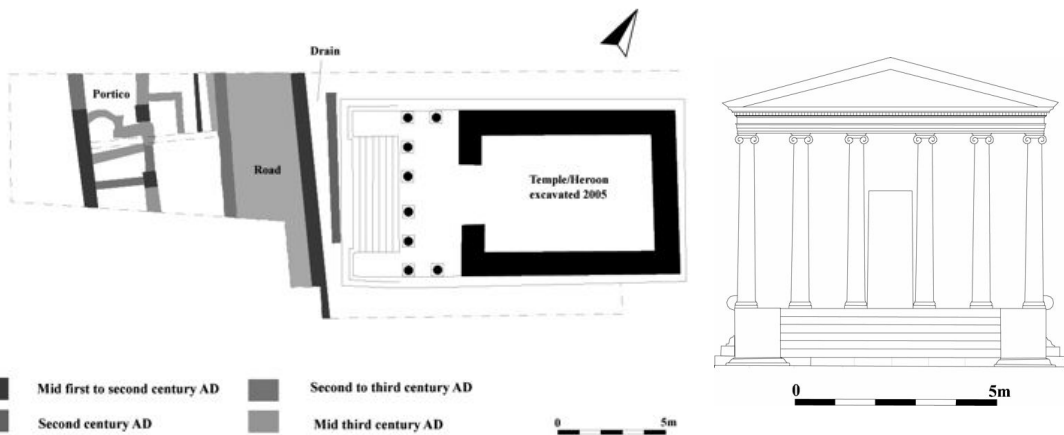 Drain
Portico
Road
Temple/Heroon
excavated 2005
Mid first to second century AD
Second to third century AD
Second century AD
Mid third century AD
0
5m
0
5m